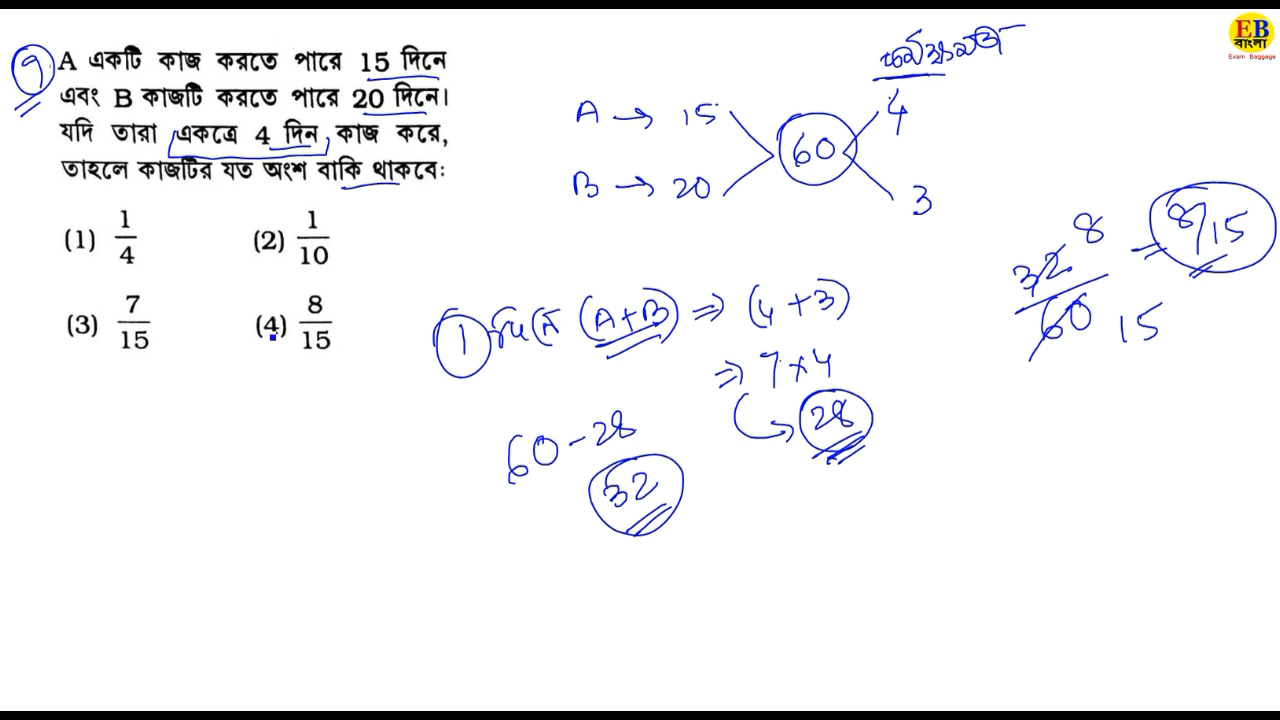 EB
বাংলা
Exam Baggage
9
A একটি কাজ করতে পারে 15 দিনে
এবং B কাজটি করতে পারে 20 দিনে।
যদি তারা একত্রে 4 দিন কাজ করে,
তাহলে কাজটির যত অংশ বাকি থাকবে:
(1) 1/4 (2) 1/10
(3) 7/15 (4) 8/15
A → 15
B → 20
60
4
3
1 দিনে (A+B) ⇒ (4+3)
⇒ 7×4
28
60-28
32
32/60 8 15 = 8/15